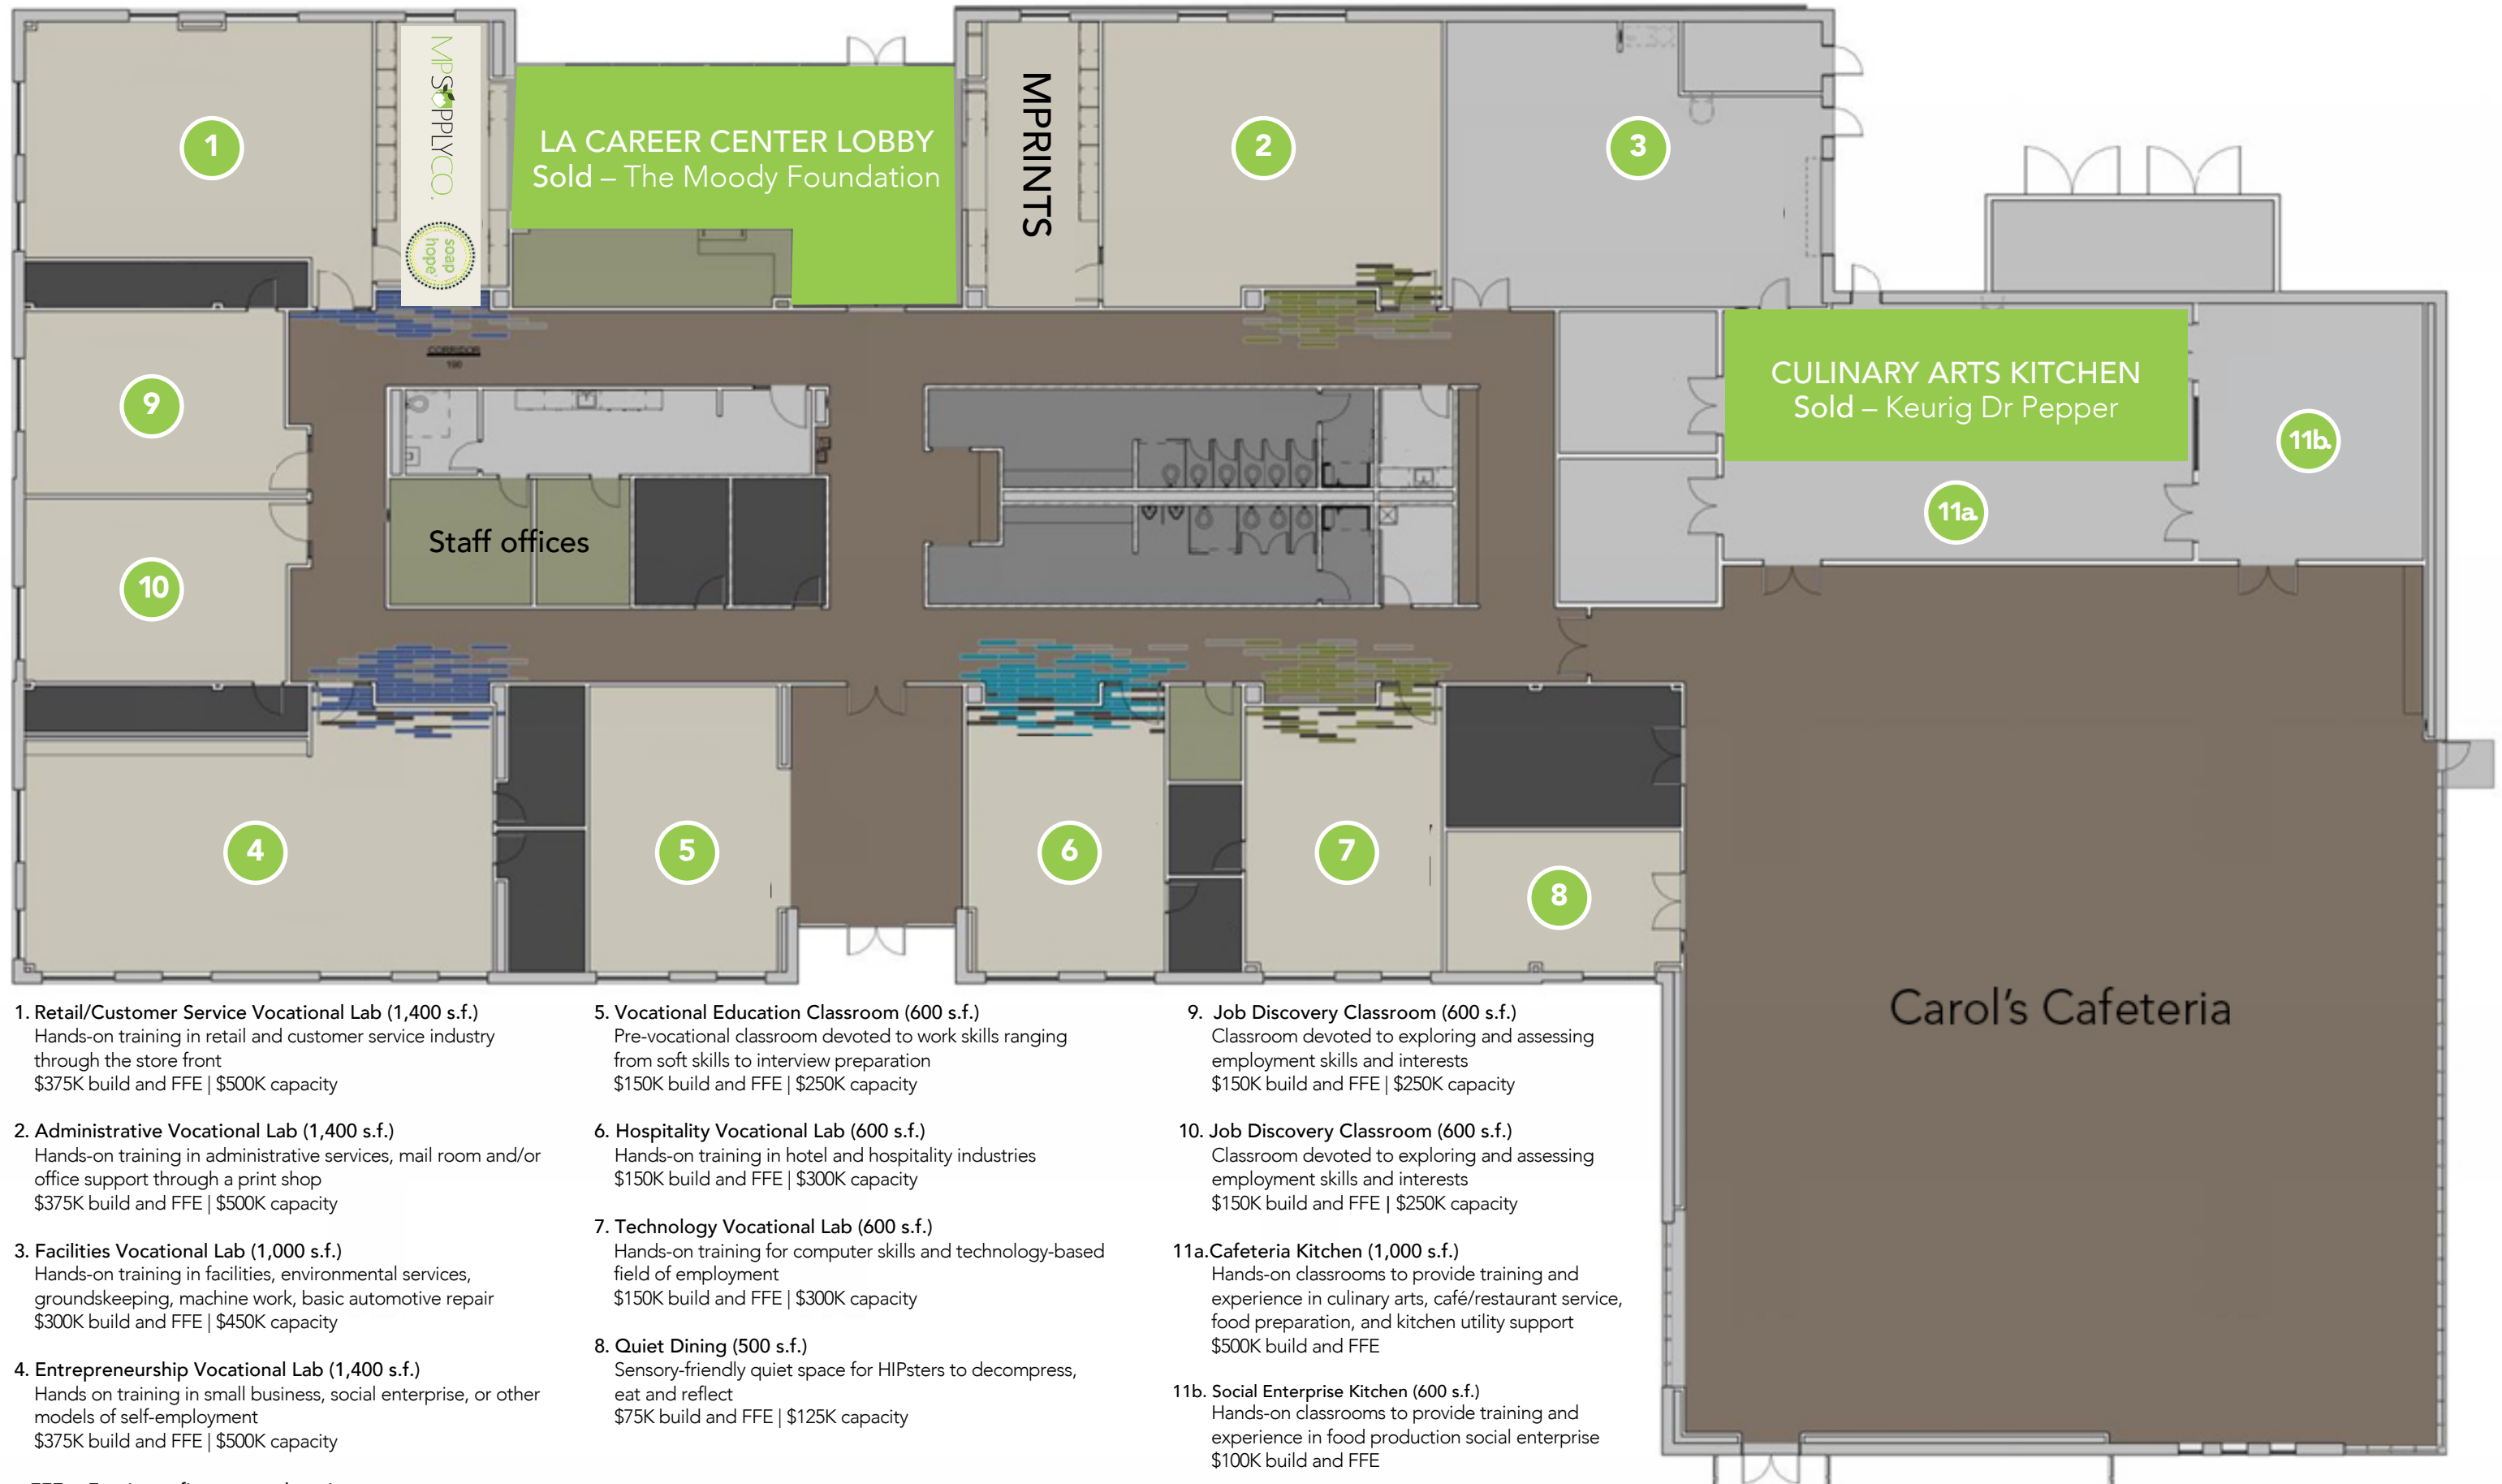 MPSUPPLYCO.
soap
hope
LA CAREER CENTER LOBBY
Sold – The Moody Foundation
MPRINTS
1
2
3
CORRIDOR
190
9
CULINARY ARTS KITCHEN
Sold – Keurig Dr Pepper
11b.
11a.
Staff offices
10
4
5
6
7
8
Carol's Cafeteria
1. Retail/Customer Service Vocational Lab (1,400 s.f.)
Hands-on training in retail and customer service industry
through the store front
$375K build and FFE | $500K capacity
2. Administrative Vocational Lab (1,400 s.f.)
Hands-on training in administrative services, mail room and/or
office support through a print shop
$375K build and FFE | $500K capacity
3. Facilities Vocational Lab (1,000 s.f.)
Hands-on training in facilities, environmental services,
groundskeeping, machine work, basic automotive repair
$300K build and FFE | $450K capacity
4. Entrepreneurship Vocational Lab (1,400 s.f.)
Hands on training in small business, social enterprise, or other
models of self-employment
$375K build and FFE | $500K capacity
5. Vocational Education Classroom (600 s.f.)
Pre-vocational classroom devoted to work skills ranging
from soft skills to interview preparation
$150K build and FFE | $250K capacity
6. Hospitality Vocational Lab (600 s.f.)
Hands-on training in hotel and hospitality industries
$150K build and FFE | $300K capacity
7. Technology Vocational Lab (600 s.f.)
Hands-on training for computer skills and technology-based
field of employment
$150K build and FFE | $300K capacity
8. Quiet Dining (500 s.f.)
Sensory-friendly quiet space for HIPsters to decompress,
eat and reflect
$75K build and FFE | $125K capacity
9. Job Discovery Classroom (600 s.f.)
Classroom devoted to exploring and assessing
employment skills and interests
$150K build and FFE | $250K capacity
10. Job Discovery Classroom (600 s.f.)
Classroom devoted to exploring and assessing
employment skills and interests
$150K build and FFE | $250K capacity
11a.Cafeteria Kitchen (1,000 s.f.)
Hands-on classrooms to provide training and
experience in culinary arts, café/restaurant service,
food preparation, and kitchen utility support
$500K build and FFE
11b. Social Enterprise Kitchen (600 s.f.)
Hands-on classrooms to provide training and
experience in food production social enterprise
$100K build and FFE